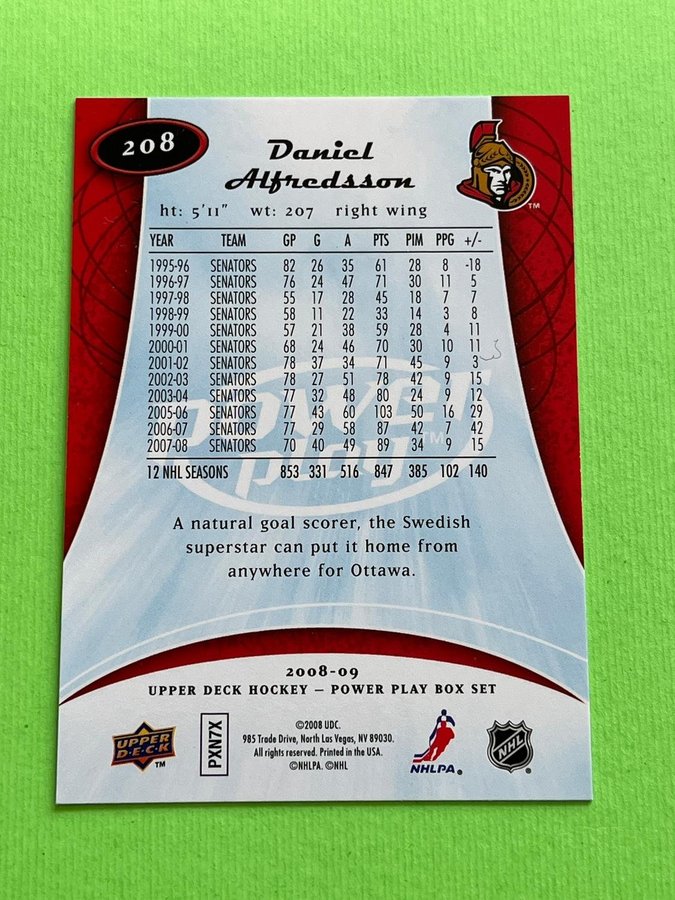 208
Daniel
Alfredsson
TM
ht: 5'11" wt: 207 right wing
YEAR TEAM GP G A PTS PIM PPG +/-
1995-96 SENATORS 82 26 35 61 28 8 -18
1996-97 SENATORS 76 24 47 71 30 11 5
1997-98 SENATORS 55 17 28 45 18 7 7
1998-99 SENATORS 58 11 22 33 14 3 8
1999-00 SENATORS 57 21 38 59 28 4 11
2000-01 SENATORS 68 24 46 70 30 10 11
2001-02 SENATORS 78 37 34 71 45 9 3
2002-03 SENATORS 78 27 51 78 42 9 15
2003-04 SENATORS 77 32 48 80 24 9 12
2005-06 SENATORS 77 43 60 103 50 16 29
2006-07 SENATORS 77 29 58 87 42 7 42
2007-08 SENATORS 70 40 49 89 34 9 15
12 NHL SEASONS 853 331 516 847 385 102 140
power
play TM
A natural goal scorer, the Swedish
superstar can put it home from
anywhere for Ottawa.
2008-09
UPPER DECK HOCKEY – POWER PLAY BOX SET
UPPER
DECK
TM
PXN7X
©2008 UDC.
985 Trade Drive, North Las Vegas, NV 89030.
All rights reserved. Printed in the USA.
©NHLPA. ©NHL
NHLPA.®
NHL